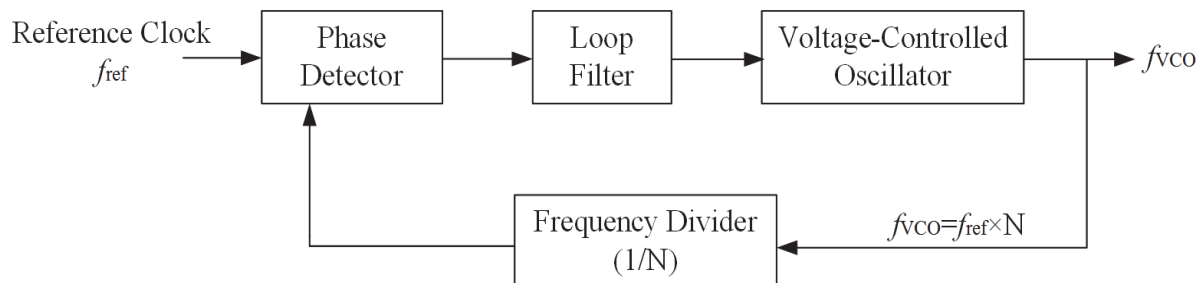 Reference Clock
fref
Phase
Detector
Loop
Filter
Voltage-Controlled
Oscillator
fVCO
Frequency Divider
(1/N)
fVCO=fref×N